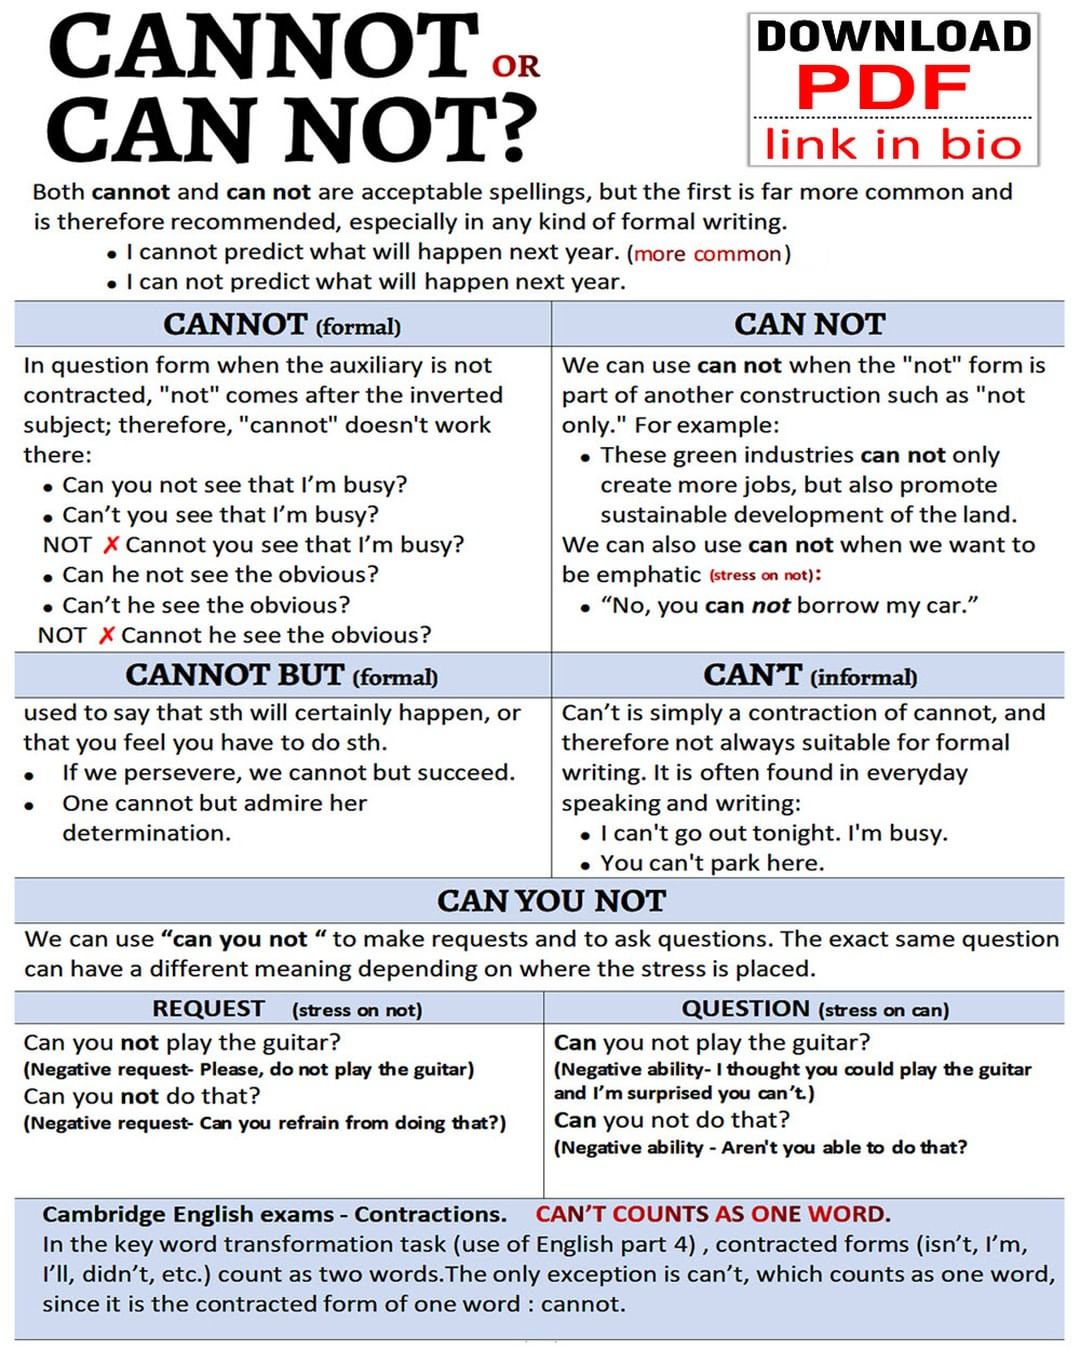 CANNOT OR
CAN NOT?
DOWNLOAD
PDF
link in bio
Both cannot and can not are acceptable spellings, but the first is far more common and
is therefore recommended, especially in any kind of formal writing.
• I cannot predict what will happen next year. (more common)
• I can not predict what will happen next year.
CANNOT (formal)
In question form when the auxiliary is not
contracted, "not" comes after the inverted
subject; therefore, "cannot" doesn't work
there:
• Can you not see that I’m busy?
• Can’t you see that I’m busy?
NOT ✗ Cannot you see that I’m busy?
• Can he not see the obvious?
• Can’t he see the obvious?
NOT ✗ Cannot he see the obvious?
CAN NOT
We can use can not when the "not" form is
part of another construction such as "not
only." For example:
• These green industries can not only
create more jobs, but also promote
sustainable development of the land.
We can also use can not when we want to
be emphatic (stress on not):
• “No, you can not borrow my car.”
CANNOT BUT (formal)
used to say that sth will certainly happen, or
that you feel you have to do sth.
• If we persevere, we cannot but succeed.
• One cannot but admire her
determination.
CAN'T (informal)
Can’t is simply a contraction of cannot, and
therefore not always suitable for formal
writing. It is often found in everyday
speaking and writing:
• I can't go out tonight. I'm busy.
• You can't park here.
CAN YOU NOT
We can use “can you not “ to make requests and to ask questions. The exact same question
can have a different meaning depending on where the stress is placed.
REQUEST (stress on not)
Can you not play the guitar?
(Negative request- Please, do not play the guitar)
Can you not do that?
(Negative request- Can you refrain from doing that?)
QUESTION (stress on can)
Can you not play the guitar?
(Negative ability- I thought you could play the guitar
and I’m surprised you can’t.)
Can you not do that?
(Negative ability - Aren't you able to do that?
Cambridge English exams - Contractions. CAN’T COUNTS AS ONE WORD.
In the key word transformation task (use of English part 4) , contracted forms (isn’t, I’m,
I’ll, didn’t, etc.) count as two words.The only exception is can’t, which counts as one word,
since it is the contracted form of one word : cannot.